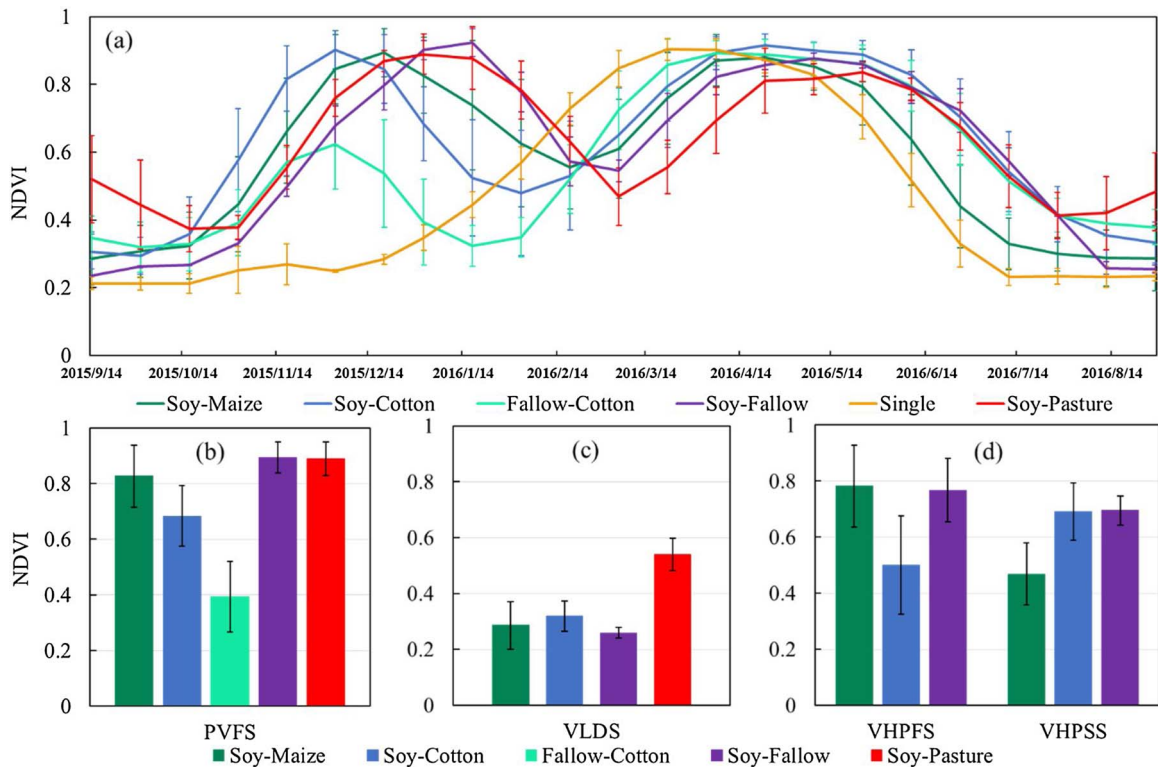 (a)
NDVI
1
0.8
0.6
0.4
0.2
0
2015/9/14 2015/10/14 2015/11/14 2015/12/14 2016/1/14 2016/2/14 2016/3/14 2016/4/14 2016/5/14 2016/6/14 2016/7/14 2016/8/14
Soy-Maize Soy-Cotton Fallow-Cotton Soy-Fallow Single Soy-Pasture
(b)
NDVI
1
0.8
0.6
0.4
0.2
0
PVFS
(c)
1
0.8
0.6
0.4
0.2
0
VLDS
(d)
1
0.8
0.6
0.4
0.2
0
VHPFS VHPSS
Soy-Maize Soy-Cotton Fallow-Cotton Soy-Fallow Soy-Pasture